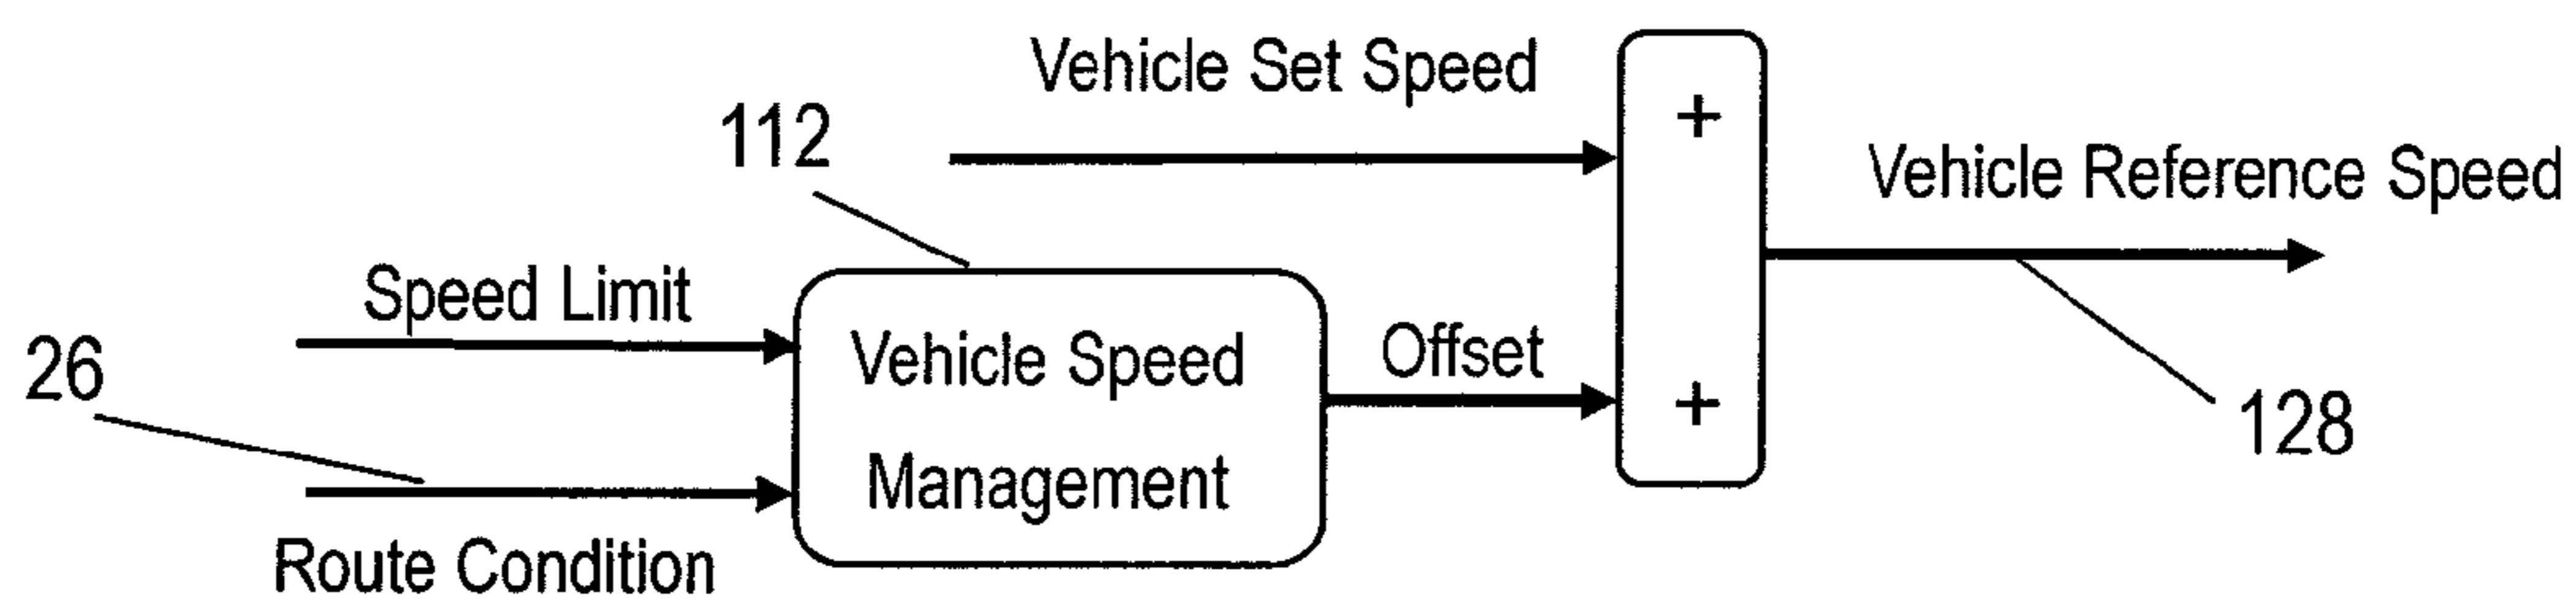 Vehicle Set Speed
+
112
Vehicle Reference Speed
Speed Limit
26
Vehicle Speed
Management
Offset
+
128
Route Condition